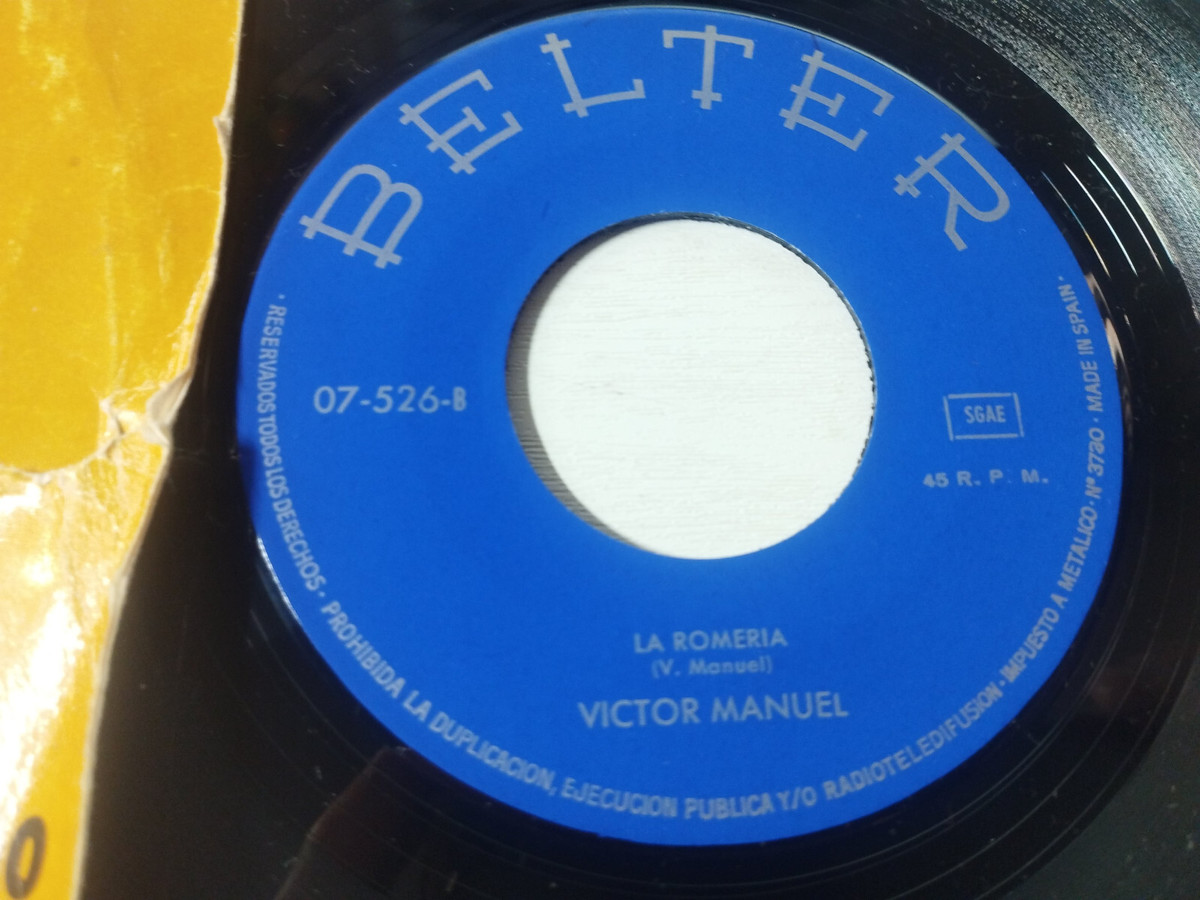 BELTER
07-526-B
SGAE
45 R. P. M.
LA ROMERIA
(V. Manuel)
VICTOR MANUEL
· RESERVADOS TODOS LOS DERECHOS · PROHIBIDA LA DUPLICACION, EJECUCION PUBLICA Y/O RADIOTELEDIFUSION · IMPUESTO A METALICO · Nº 3730 · MADE IN SPAIN ·
O